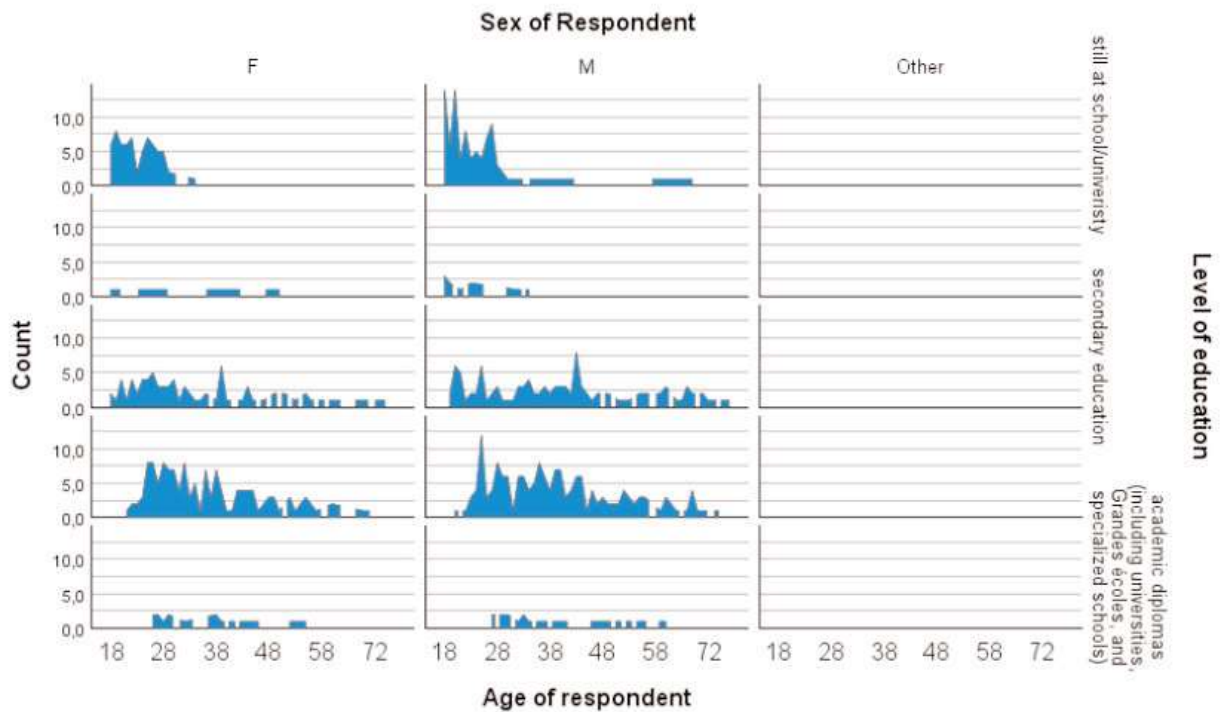 Sex of Respondent
F
M
Other
10,0
5,0
0,0
10,0
5,0
0,0
10,0
5,0
0,0
10,0
5,0
0,0
10,0
5,0
0,0
Count
18 28 38 48 58 72
18 28 38 48 58 72
18 28 38 48 58 72
Age of respondent
still at school/univeristy
secondary education
academic diplomas
(including universities,
Grandes écoles, and
specialized schools)
Level of education